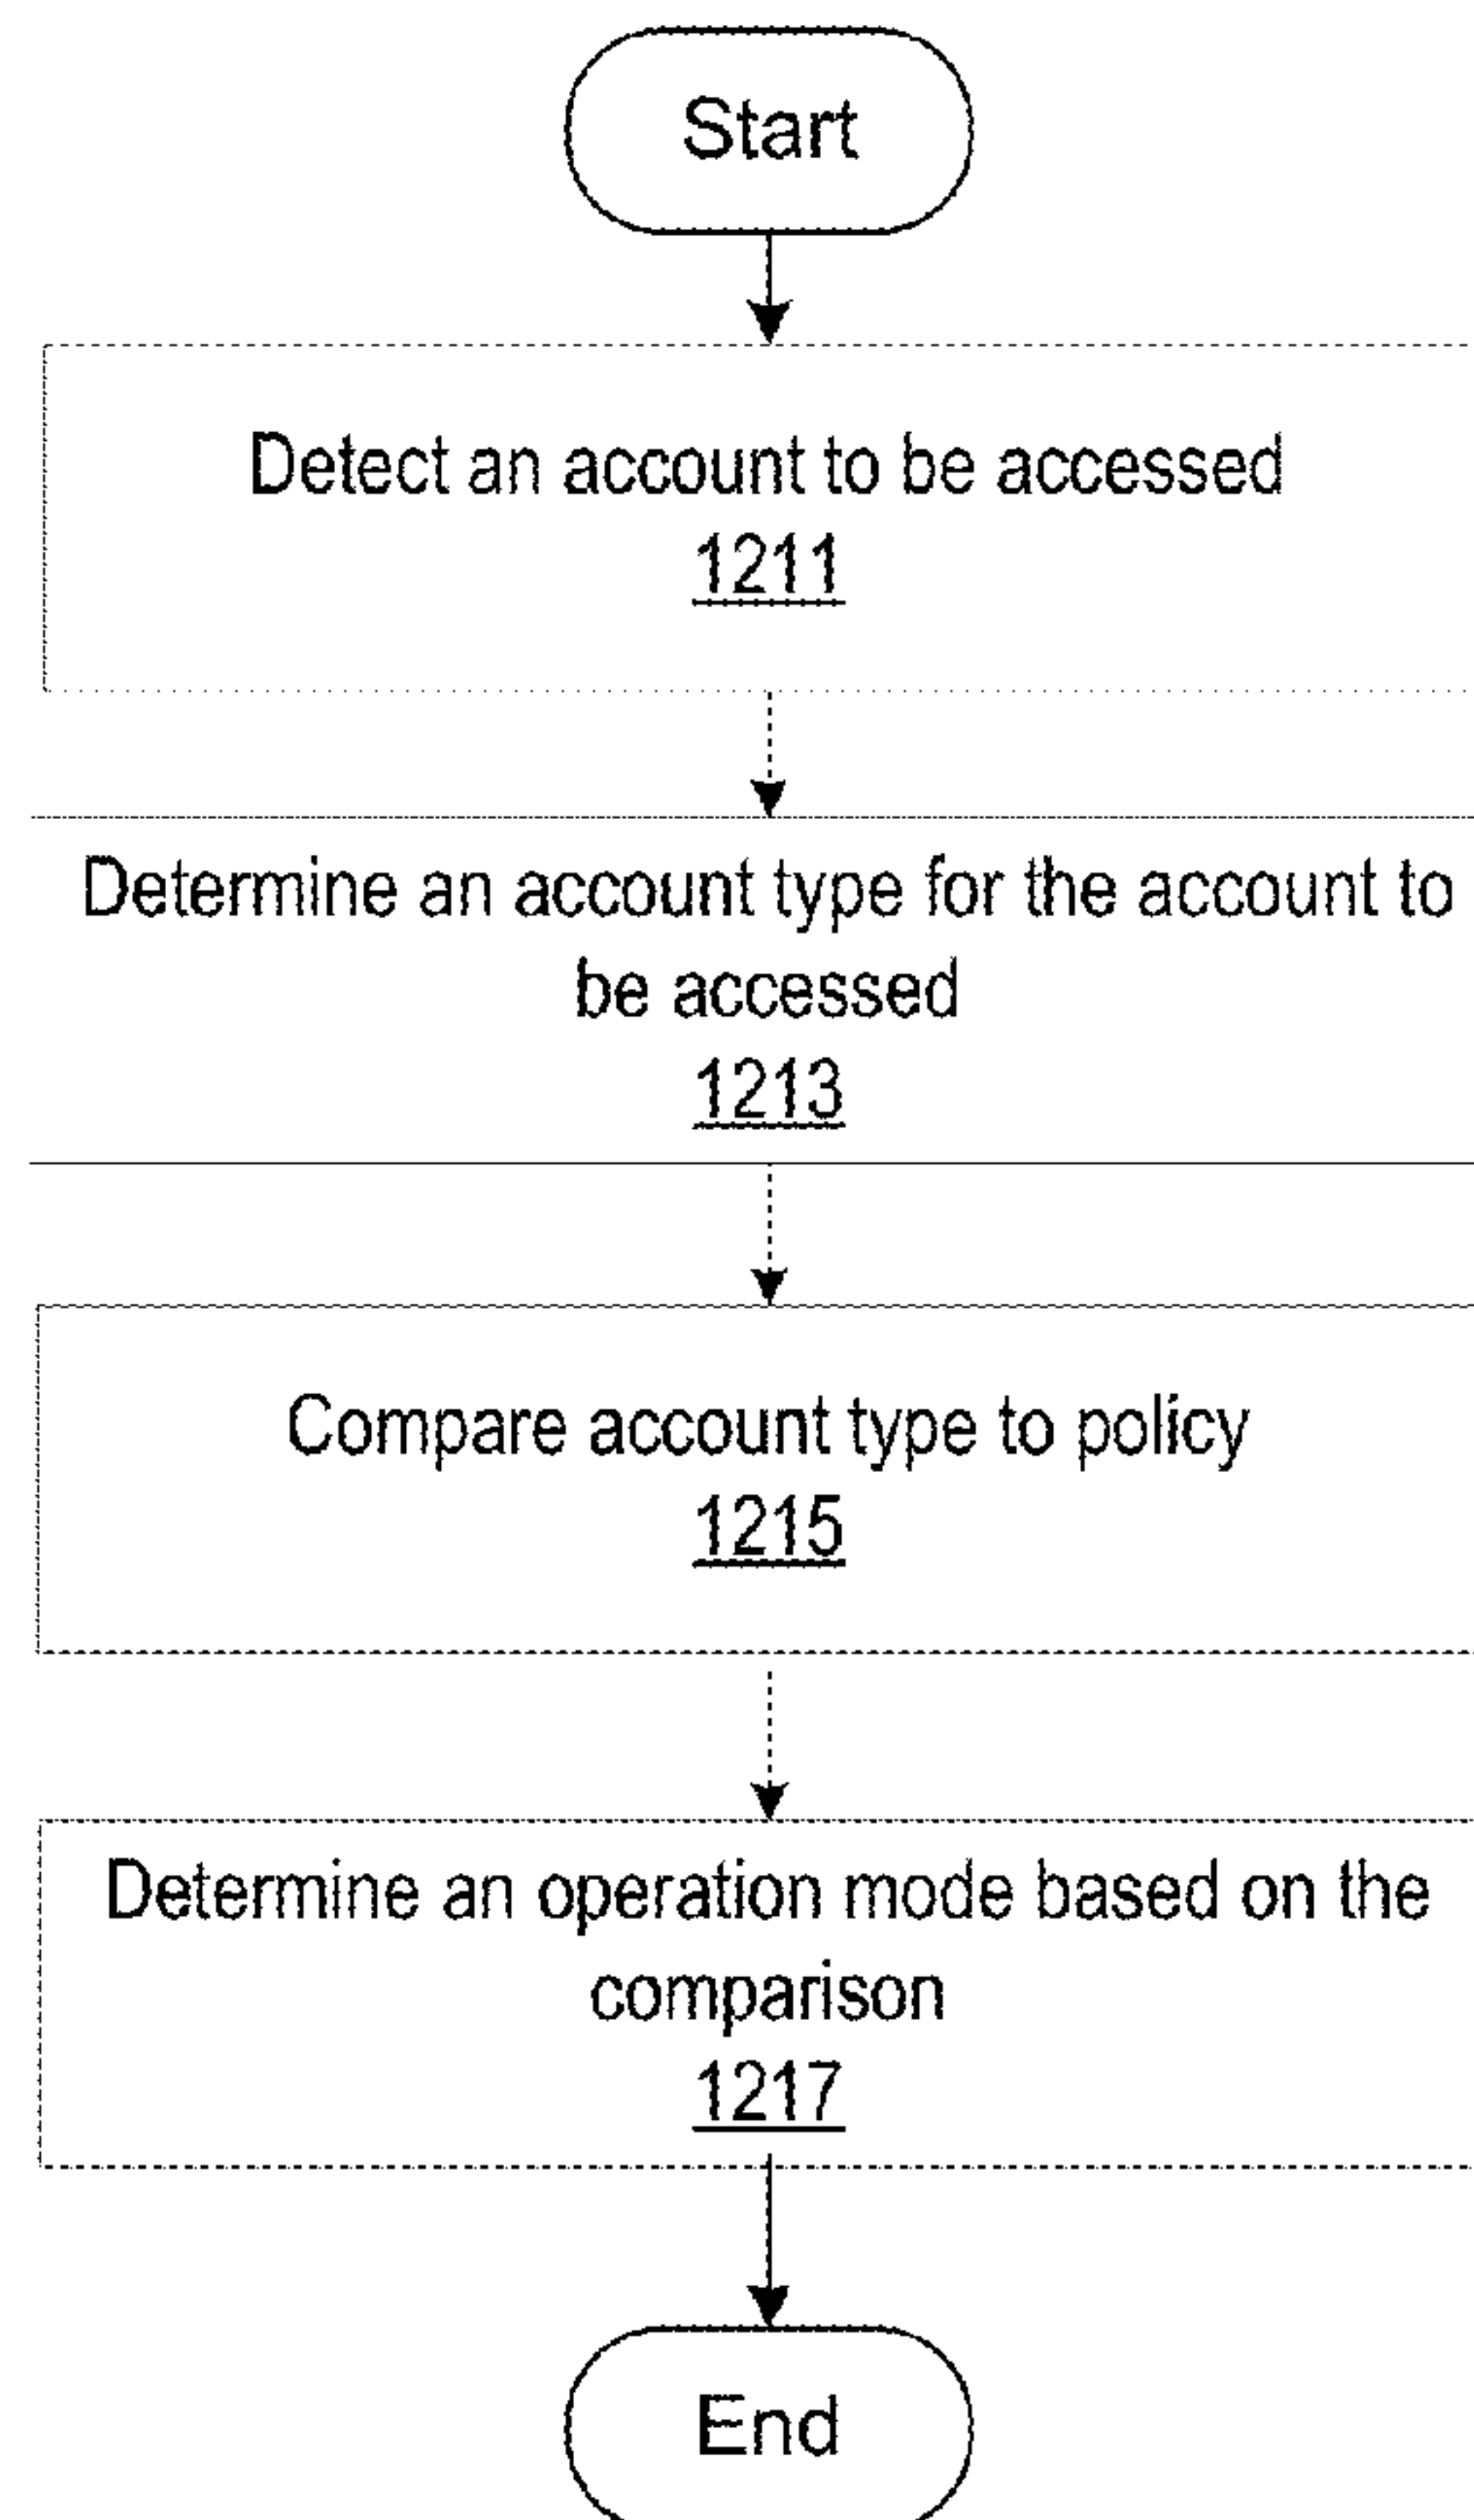 Start
Detect an account to be accessed
1211
Determine an account type for the account to
be accessed
1213
Compare account type to policy
1215
Determine an operation mode based on the
comparison
1217
End